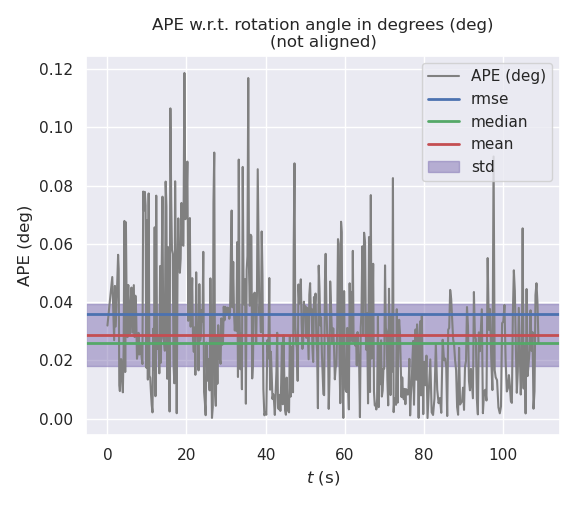 APE w.r.t. rotation angle in degrees (deg)
(not aligned)
APE (deg)
rmse
median
mean
std
0.12
0.10
0.08
0.06
0.04
0.02
0.00
APE (deg)
0 20 40 60 80 100
t (s)